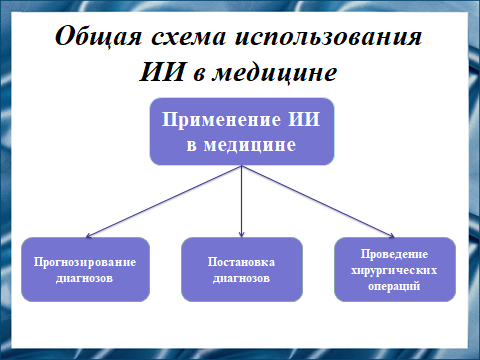 Общая схема использования
ИИ в медицине
Применение ИИ
в медицине
Прогнозирование
диагнозов
Постановка
диагнозов
Проведение
хирургических
операций